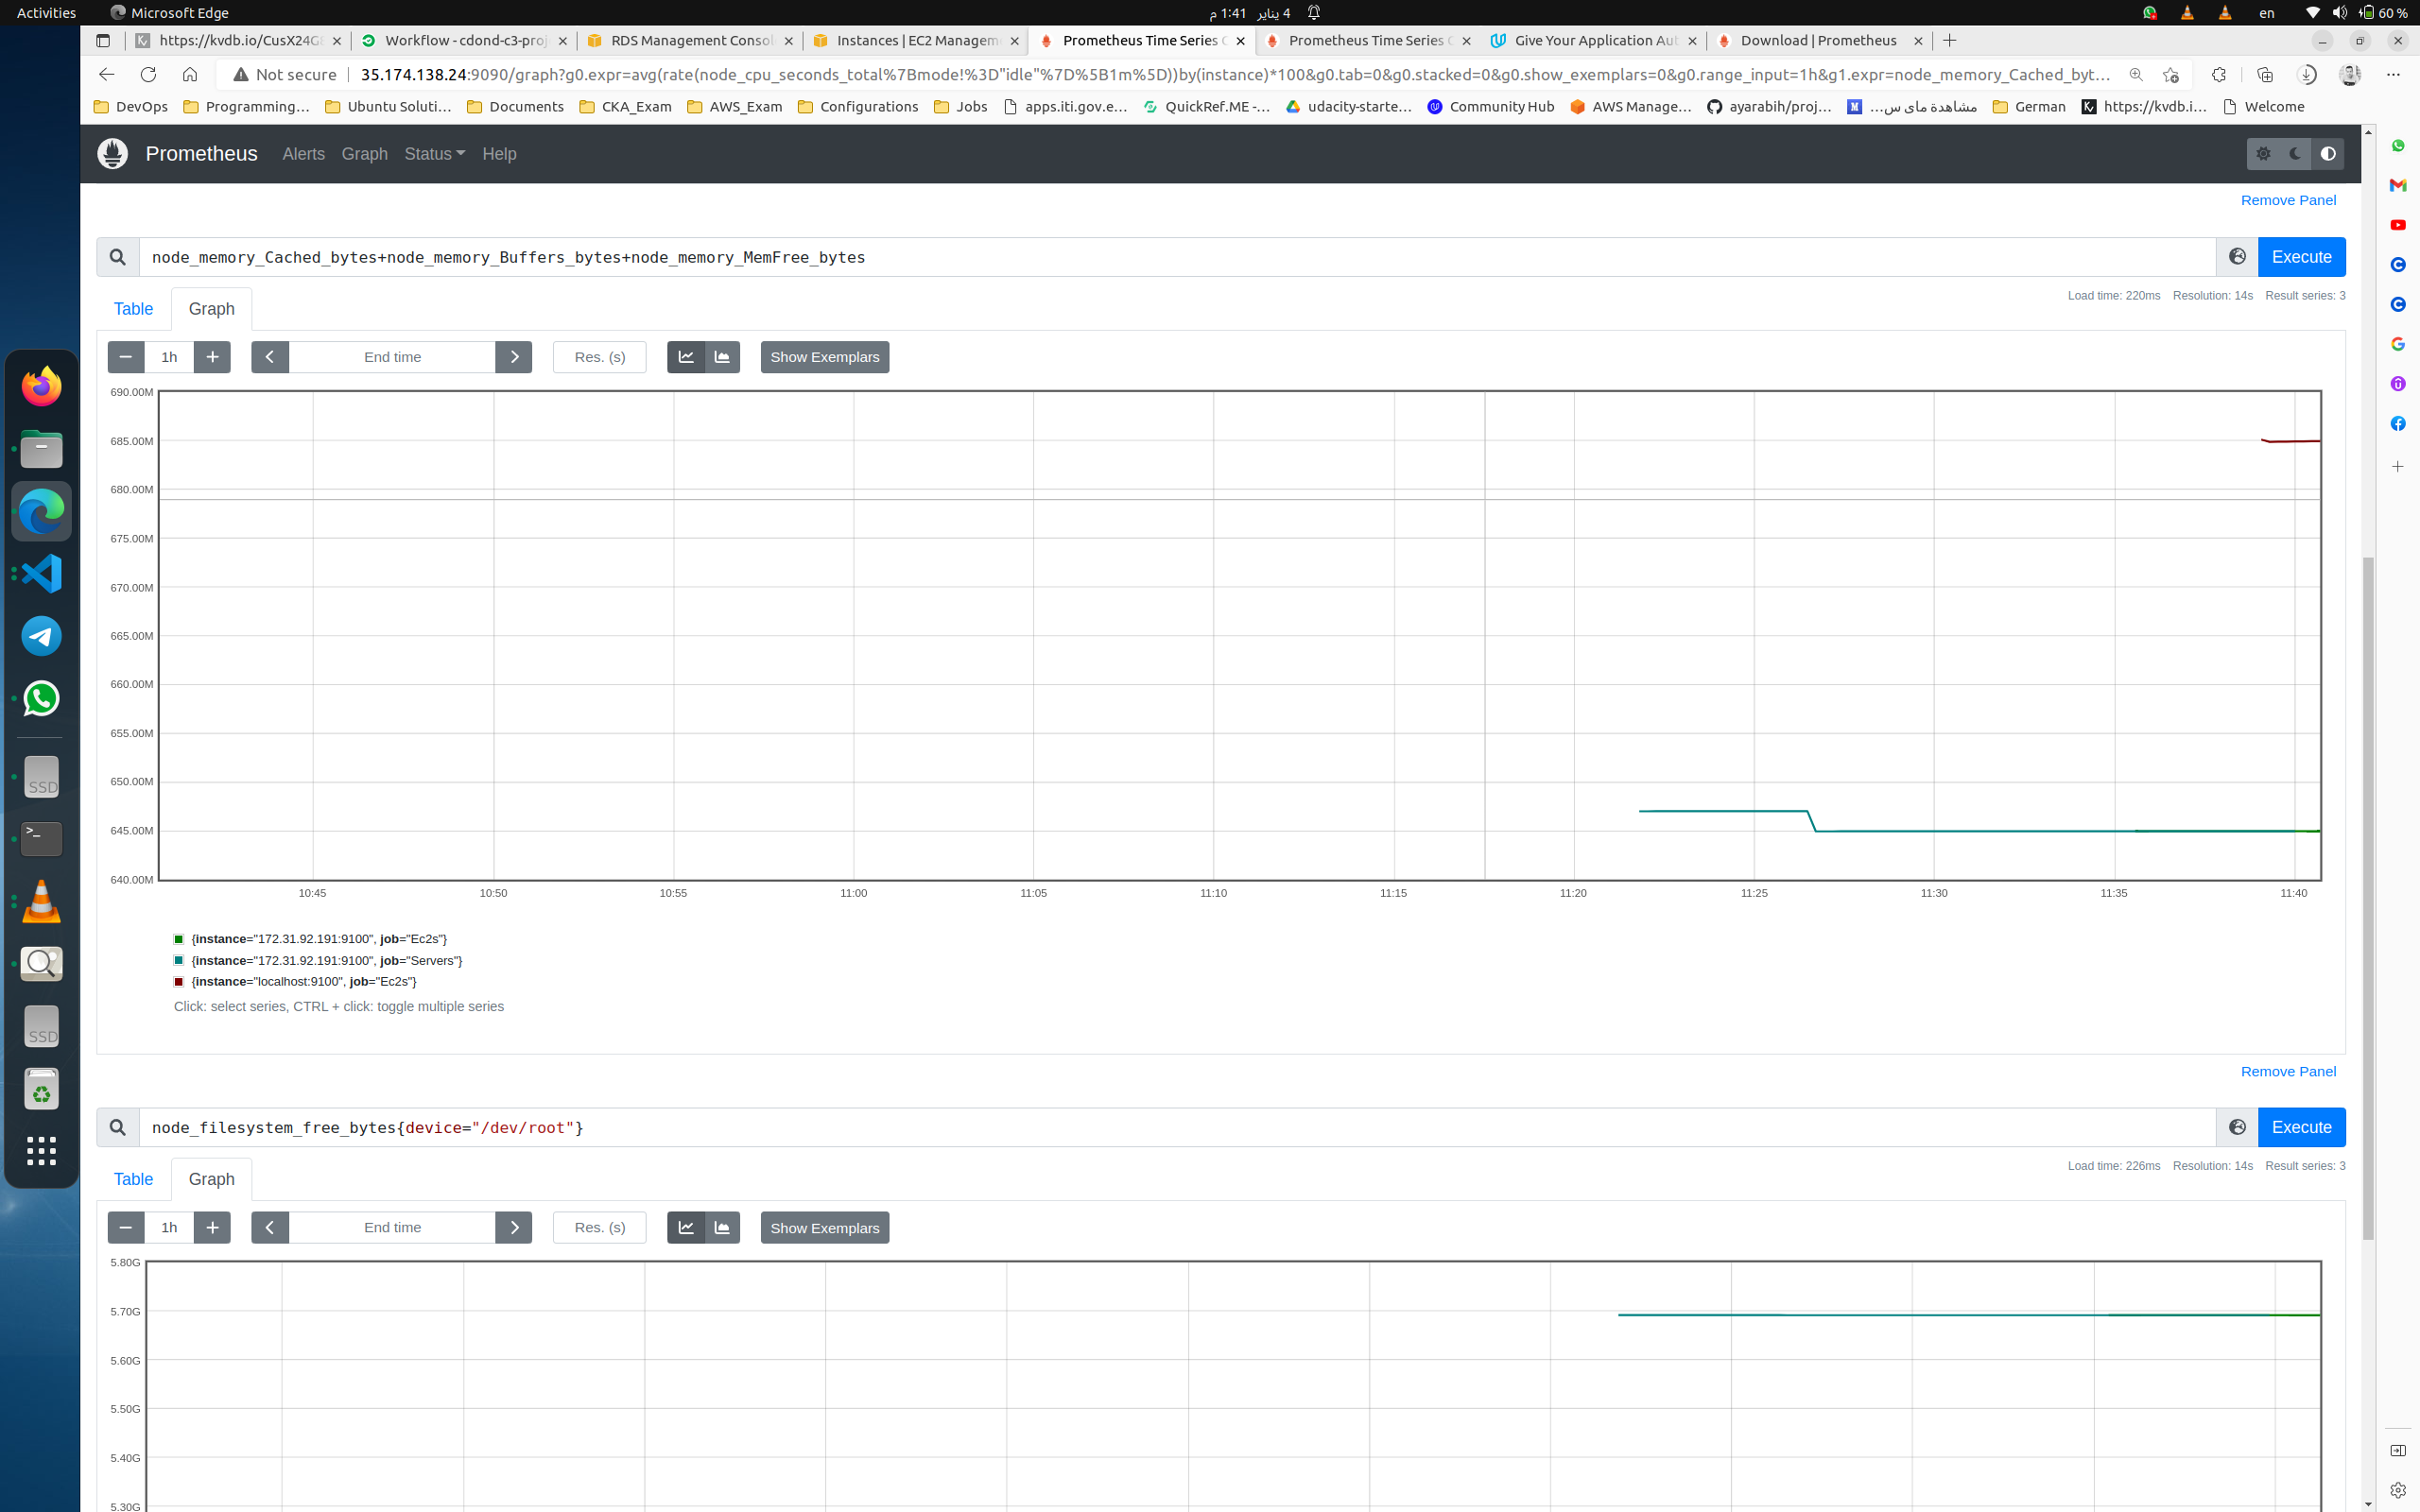 Activities Microsoft Edge 4 يناير 1:41 م en 60 %
https://kvdb.io/CusX24G Workflow - cdond-c3-proj RDS Management Consol Instances | EC2 Managem Prometheus Time Series C Prometheus Time Series C Give Your Application Aut Download | Prometheus
Not secure 35.174.138.24:9090/graph?g0.expr=avg(rate(node_cpu_seconds_total%7Bmode!%3D"idle"%7D%5B1m%5D))by(instance)*100&g0.tab=0&g0.stacked=0&g0.show_exemplars=0&g0.range_input=1h&g1.expr=node_memory_Cached_byt...
DevOps Programming... Ubuntu Soluti... Documents CKA_Exam AWS_Exam Configurations Jobs apps.iti.gov.e... QuickRef.ME -... udacity-starte... Community Hub AWS Manage... ayarabih/proj... مشاهدة ماى س... German https://kvdb.i... Welcome
Prometheus Alerts Graph Status Help
Remove Panel
node_memory_Cached_bytes+node_memory_Buffers_bytes+node_memory_MemFree_bytes Execute
Table Graph Load time: 220ms Resolution: 14s Result series: 3
1h End time Res. (s) Show Exemplars
690.00M
685.00M
680.00M
675.00M
670.00M
665.00M
660.00M
655.00M
650.00M
645.00M
640.00M
10:45 10:50 10:55 11:00 11:05 11:10 11:15 11:20 11:25 11:30 11:35 11:40
{instance="172.31.92.191:9100", job="Ec2s"}
{instance="172.31.92.191:9100", job="Servers"}
{instance="localhost:9100", job="Ec2s"}
Click: select series, CTRL + click: toggle multiple series
Remove Panel
node_filesystem_free_bytes{device="/dev/root"} Execute
Table Graph Load time: 226ms Resolution: 14s Result series: 3
1h End time Res. (s) Show Exemplars
5.80G
5.70G
5.60G
5.50G
5.40G
5.30G
SSD
SSD